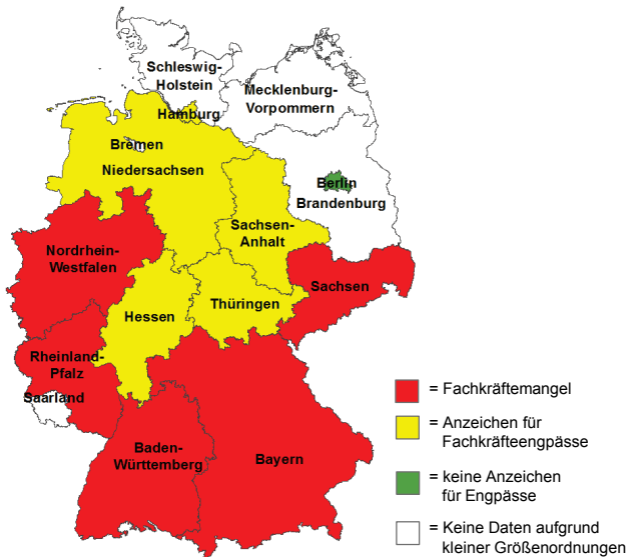 Schleswig-
Holstein
Mecklenburg-
Vorpommern
Hamburg
Bremen
Niedersachsen
Berlin
Brandenburg
Sachsen-
Anhalt
Nordrhein-
Westfalen
Sachsen
Thüringen
Hessen
Rheinland-
Pfalz
Saarland
Baden-
Württemberg
Bayern
= Fachkräftemangel
= Anzeichen für
Fachkräfteengpässe
= keine Anzeichen
für Engpässe
= Keine Daten aufgrund
kleiner Größenordnungen